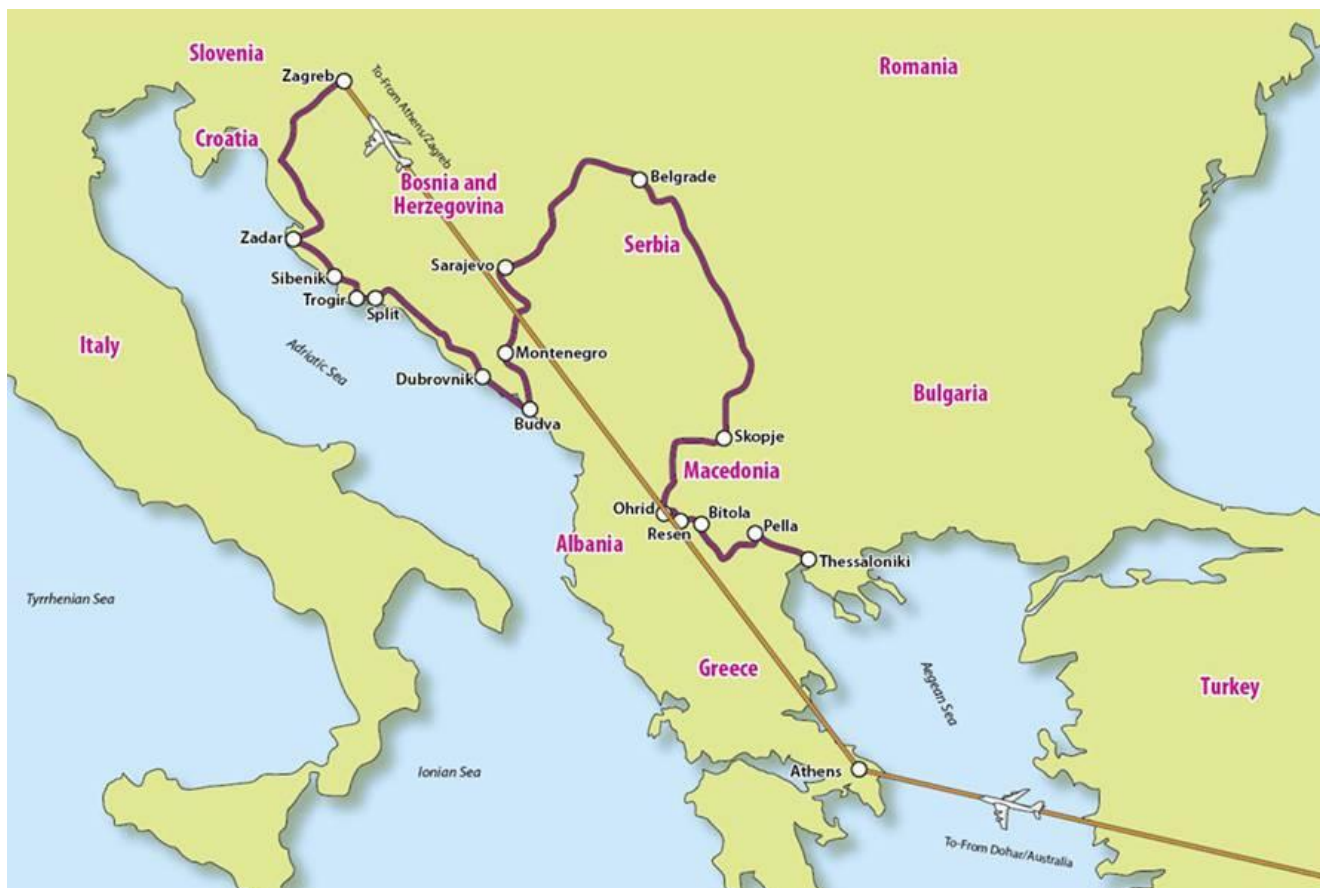 Slovenia
Zagreb
To-From Athens/Zagreb
Romania
Croatia
Bosnia and
Herzegovina
Belgrade
Zadar
Serbia
Sarajevo
Sibenik
Trogir
Split
Italy
Adriatic Sea
Montenegro
Dubrovnik
Bulgaria
Budva
Skopje
Macedonia
Ohrid
Bitola
Resen
Pella
Albania
Thessaloniki
Tyrrhenian Sea
Greece
Aegean Sea
Turkey
Ionian Sea
Athens
To-From Dohar/Australia